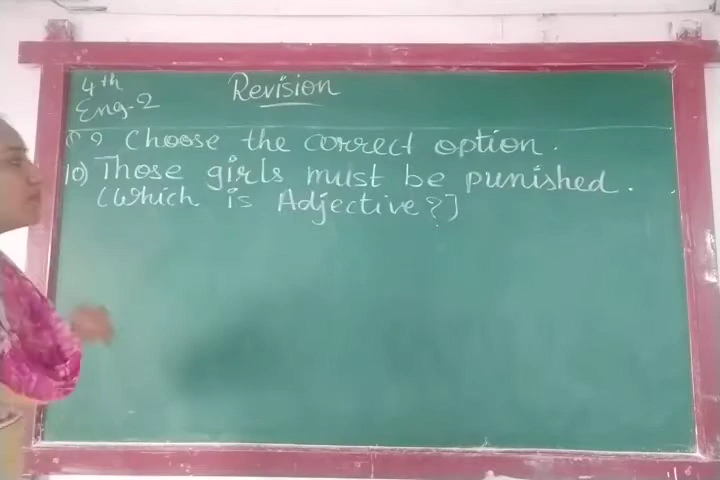 4th
Eng-2
Revision
Choose the correct option.
10) Those girls must be punished.
(Which is Adjective?]